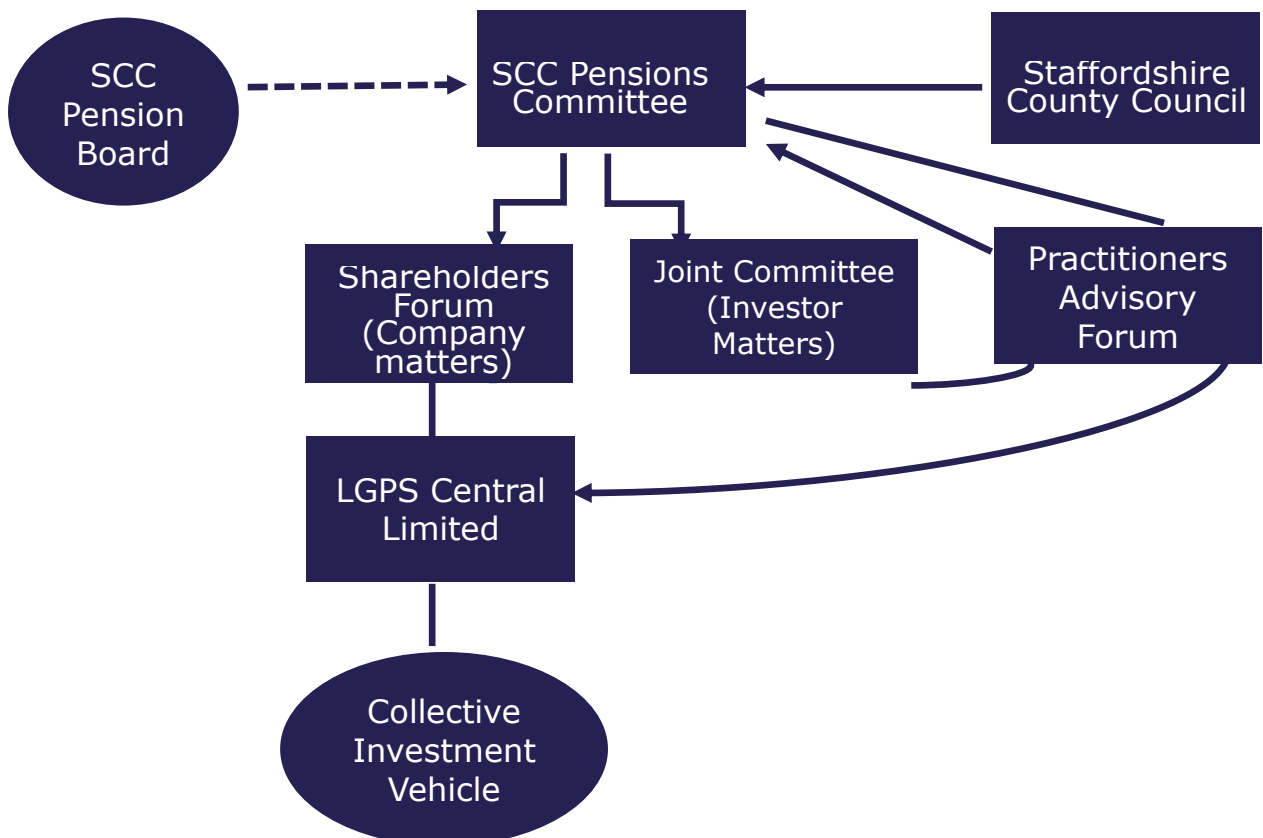 SCC
Pension
Board
SCC Pensions
Committee
Staffordshire
County Council
Shareholders
Forum
(Company
matters)
Joint Committee
(Investor
Matters)
Practitioners
Advisory
Forum
LGPS Central
Limited
Collective
Investment
Vehicle